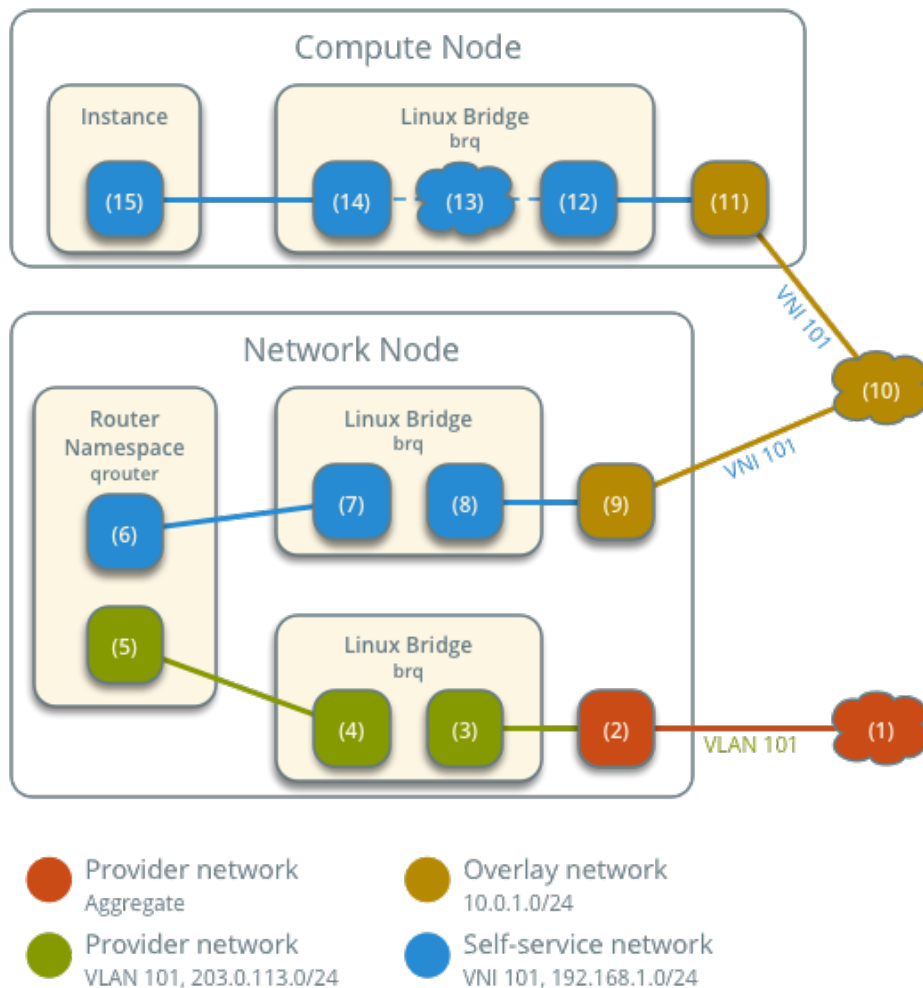 Compute Node
Instance
Linux Bridge
brq
(15)
(14)
(13)
(12)
(11)
VNI 101
(10)
Network Node
Router
Namespace
qrouter
Linux Bridge
brq
(6)
(7)
(8)
(9)
VNI 101
(5)
Linux Bridge
brq
(4)
(3)
(2)
VLAN 101
(1)
Provider network
Aggregate
Overlay network
10.0.1.0/24
Provider network
VLAN 101, 203.0.113.0/24
Self-service network
VNI 101, 192.168.1.0/24